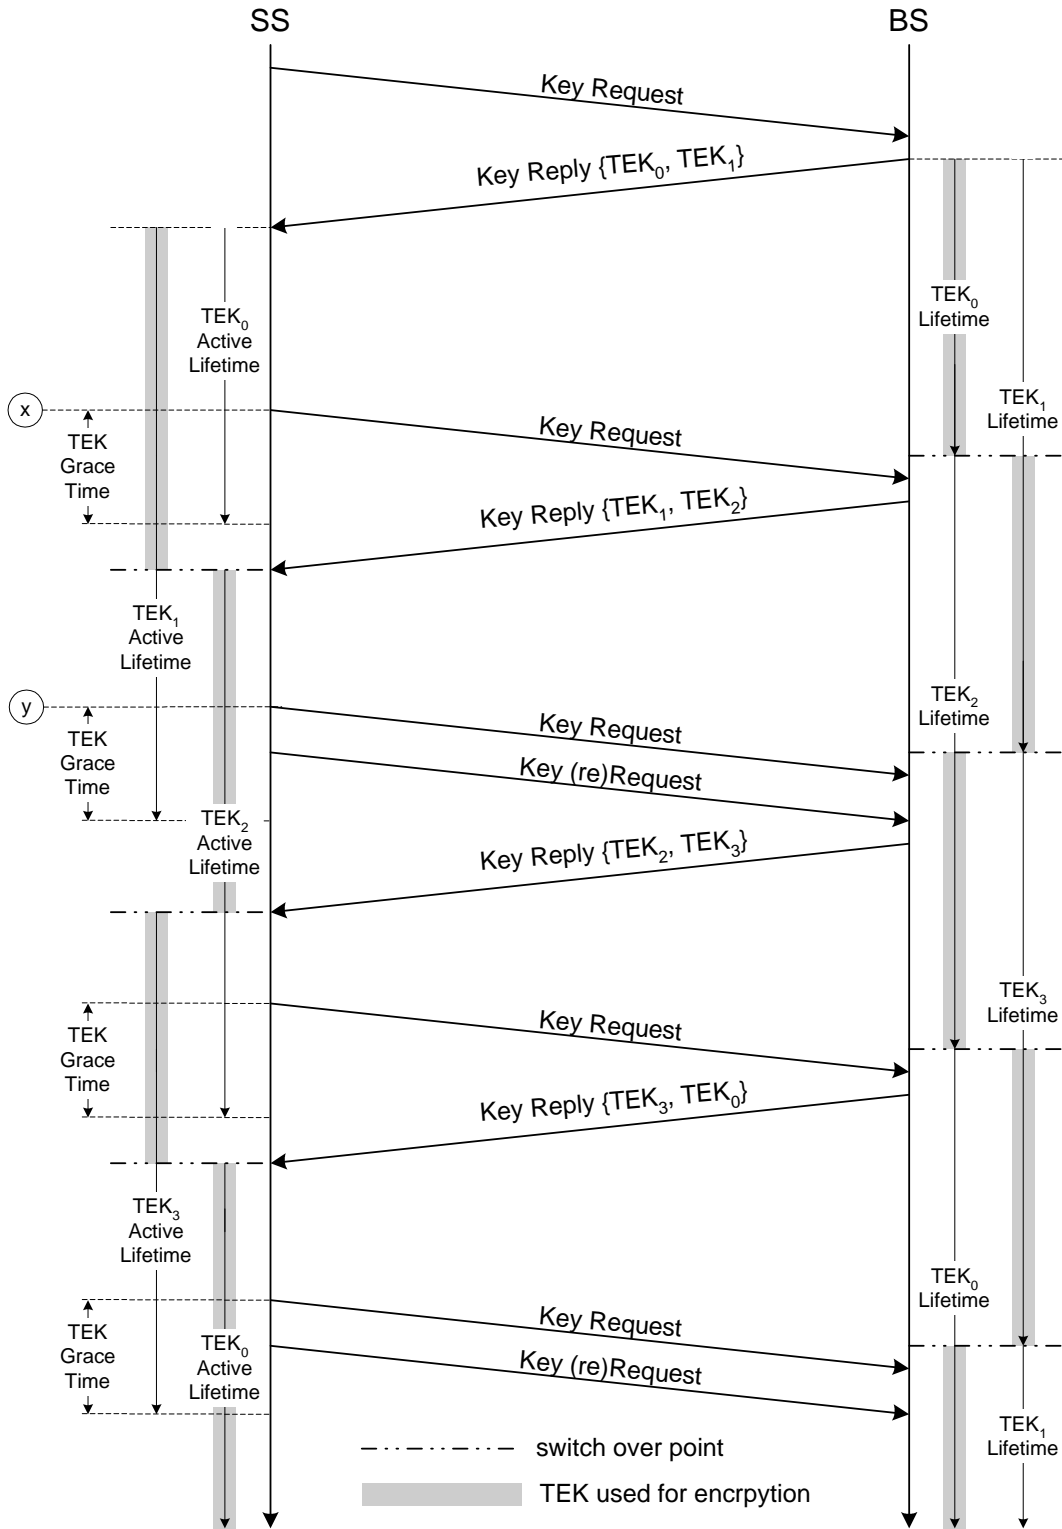 SS
BS
Key Request
Key Reply {TEK₀, TEK₁}
TEK₀
Lifetime
TEK₀
Active
Lifetime
TEK₁
Lifetime
x
Key Request
TEK
Grace
Time
Key Reply {TEK₁, TEK₂}
TEK₁
Active
Lifetime
TEK₂
Lifetime
y
Key Request
TEK
Grace
Time
Key (re)Request
TEK₂
Active
Lifetime
Key Reply {TEK₂, TEK₃}
TEK₃
Lifetime
Key Request
TEK
Grace
Time
Key Reply {TEK₃, TEK₀}
TEK₃
Active
Lifetime
TEK₀
Lifetime
Key Request
TEK
Grace
Time
Key (re)Request
TEK₀
Active
Lifetime
TEK₁
Lifetime
switch over point
TEK used for encrpytion